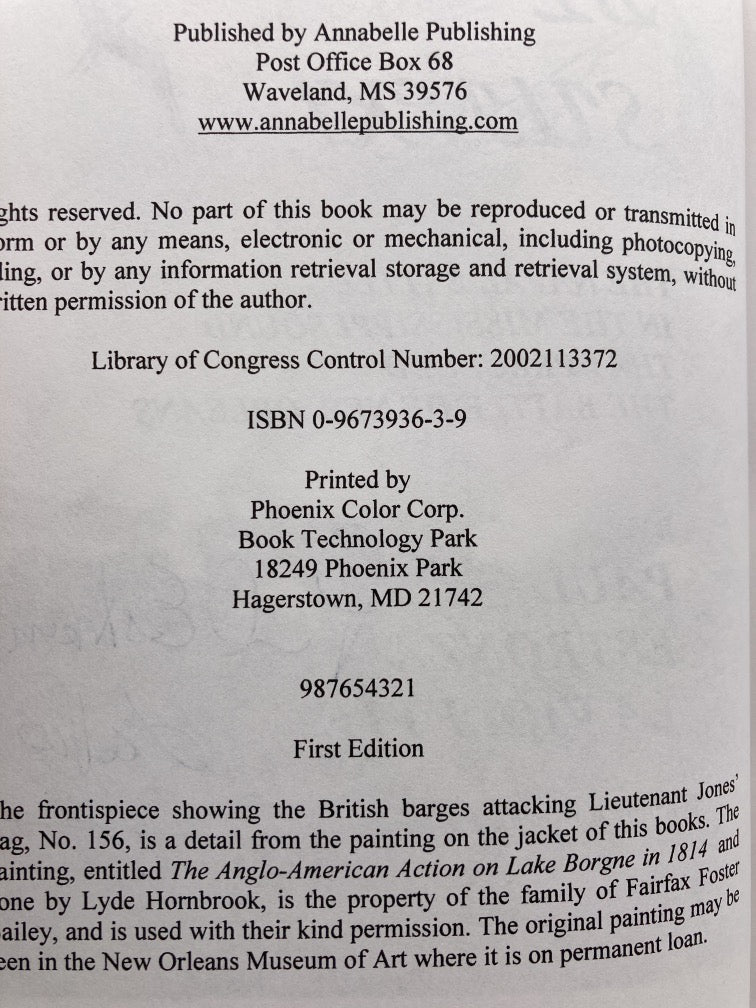 Published by Annabelle Publishing
Post Office Box 68
Waveland, MS 39576
www.annabellepublishing.com
ghts reserved. No part of this book may be reproduced or transmitted in
orm or by any means, electronic or mechanical, including photocopying,
ling, or by any information retrieval storage and retrieval system, without
ritten permission of the author.
Library of Congress Control Number: 2002113372
ISBN 0-9673936-3-9
Printed by
Phoenix Color Corp.
Book Technology Park
18249 Phoenix Park
Hagerstown, MD 21742
987654321
First Edition
he frontispiece showing the British barges attacking Lieutenant Jones'
ag, No. 156, is a detail from the painting on the jacket of this books. The
ainting, entitled The Anglo-American Action on Lake Borgne in 1814 and
one by Lyde Hornbrook, is the property of the family of Fairfax Foster
ailey, and is used with their kind permission. The original painting may be
een in the New Orleans Museum of Art where it is on permanent loan.